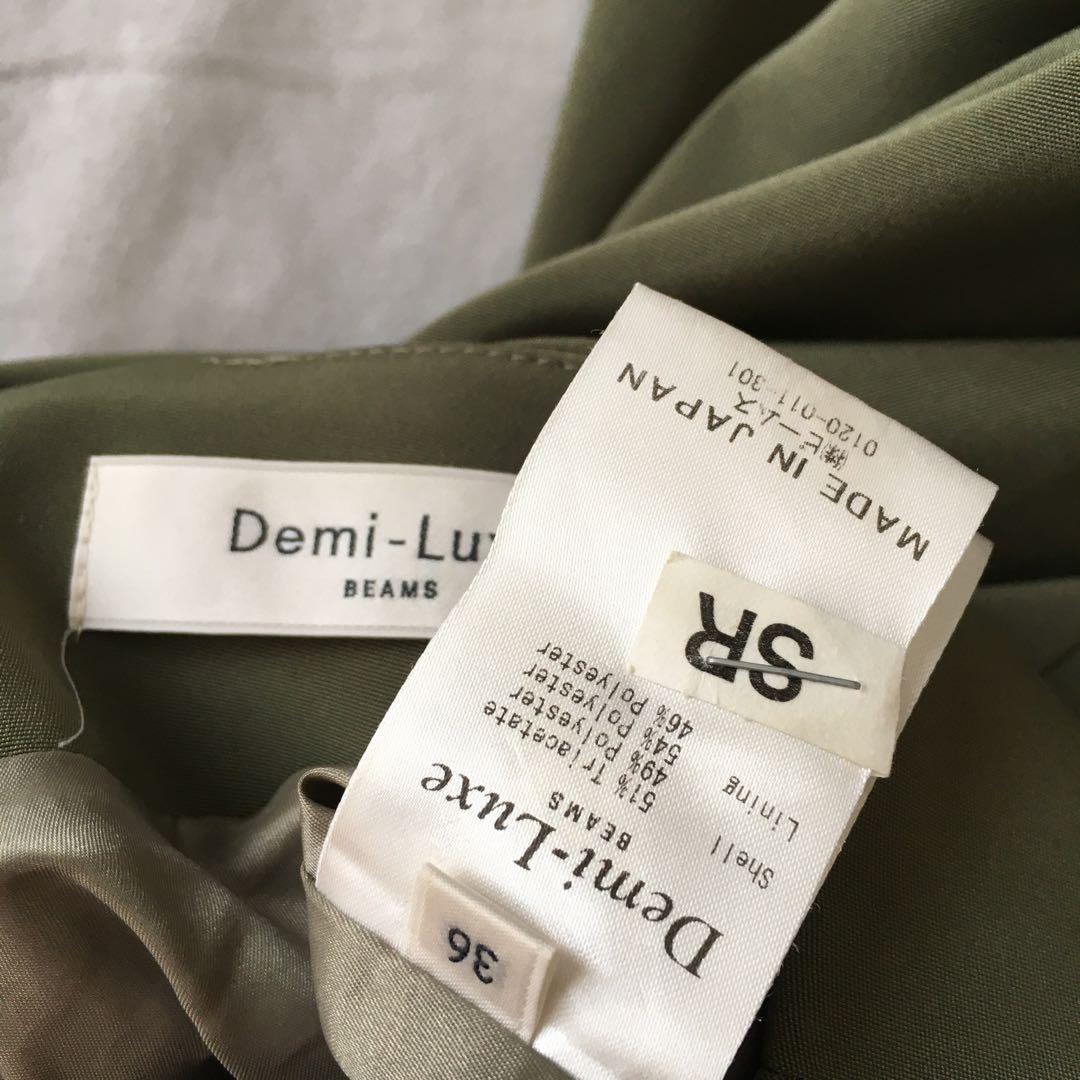 Demi-Lux
BEAMS
Demi-Luxe
BEAMS
Shell
51% Triacetate
49% Polyester
Lining
54% Polyester
46% Polyester
SR
MADE IN JAPAN
㈱ビームス
0120-011-301
36